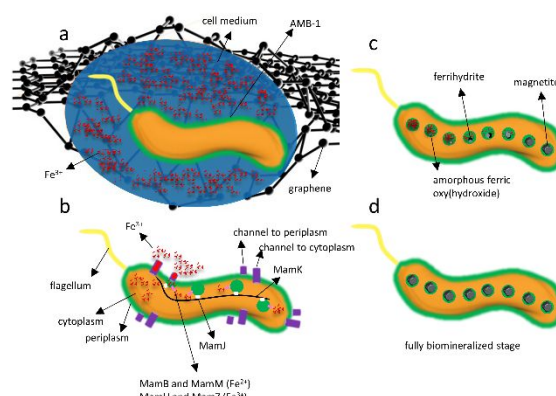 a
cell medium
AMB-1
Fe³⁺
graphene
b
Fe³⁺
channel to periplasm
channel to cytoplasm
MamK
flagellum
cytoplasm
periplasm
MamJ
MamB and MamM (Fe²⁺)
c
ferrihydrite
magnetite
amorphous ferric
oxy(hydroxide)
d
fully biomineralized stage